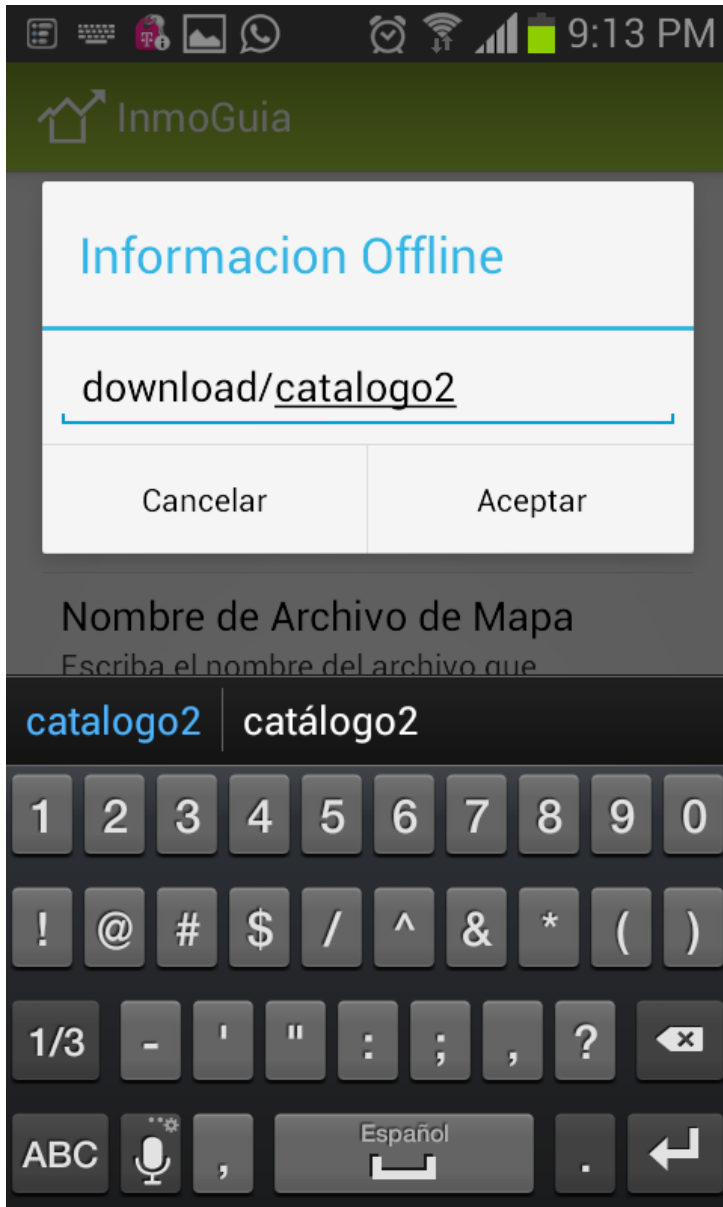 9:13 PM
InmoGuia
Informacion Offline
download/catalogo2
Cancelar Aceptar
Nombre de Archivo de Mapa
Escriba el nombre del archivo que
catalogo2 catálogo2
1 2 3 4 5 6 7 8 9 0
! @ # $ / ^ & * ( )
1/3 - ' " : ; , ?
ABC , Español .